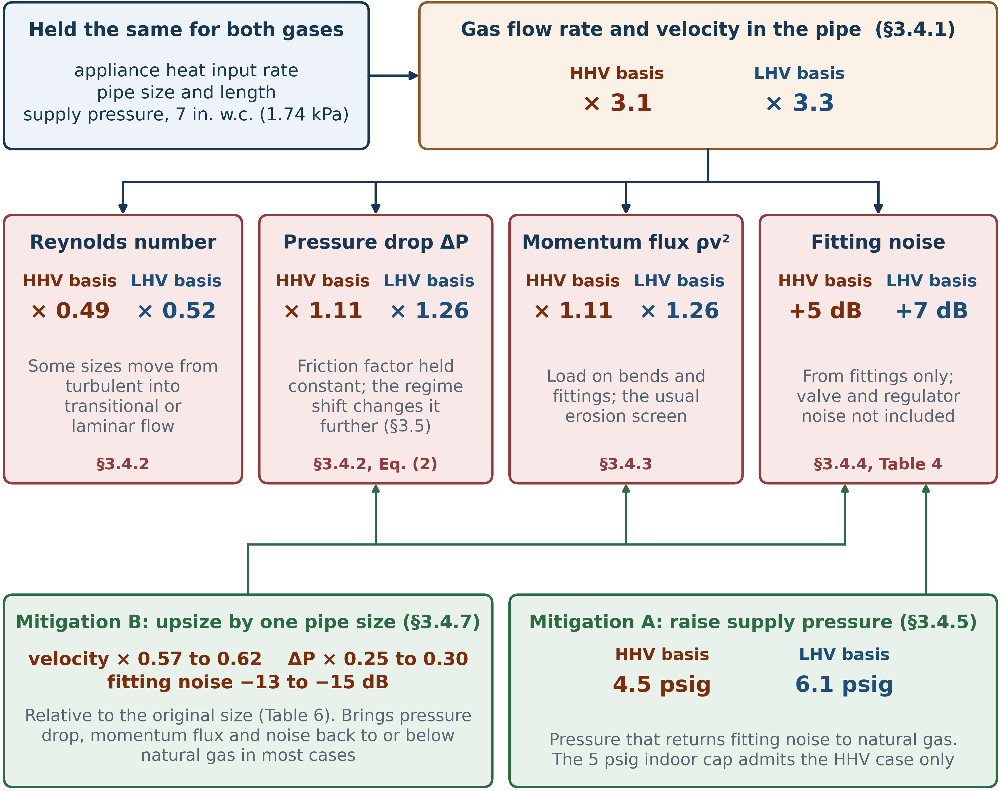 Held the same for both gases
appliance heat input rate
pipe size and length
supply pressure, 7 in. w.c. (1.74 kPa)
Gas flow rate and velocity in the pipe (§3.4.1)
HHV basis LHV basis
× 3.1 × 3.3
Reynolds number
HHV basis LHV basis
× 0.49 × 0.52
Some sizes move from
turbulent into
transitional or
laminar flow
§3.4.2
Pressure drop ΔP
HHV basis LHV basis
× 1.11 × 1.26
Friction factor held
constant; the regime
shift changes it
further (§3.5)
§3.4.2, Eq. (2)
Momentum flux ρv²
HHV basis LHV basis
× 1.11 × 1.26
Load on bends and
fittings; the usual
erosion screen
§3.4.3
Fitting noise
HHV basis LHV basis
+5 dB +7 dB
From fittings only;
valve and regulator
noise not included
§3.4.4, Table 4
Mitigation B: upsize by one pipe size (§3.4.7)
velocity × 0.57 to 0.62 ΔP × 0.25 to 0.30
fitting noise −13 to −15 dB
Relative to the original size (Table 6). Brings pressure
drop, momentum flux and noise back to or below
natural gas in most cases
Mitigation A: raise supply pressure (§3.4.5)
HHV basis LHV basis
4.5 psig 6.1 psig
Pressure that returns fitting noise to natural gas.
The 5 psig indoor cap admits the HHV case only